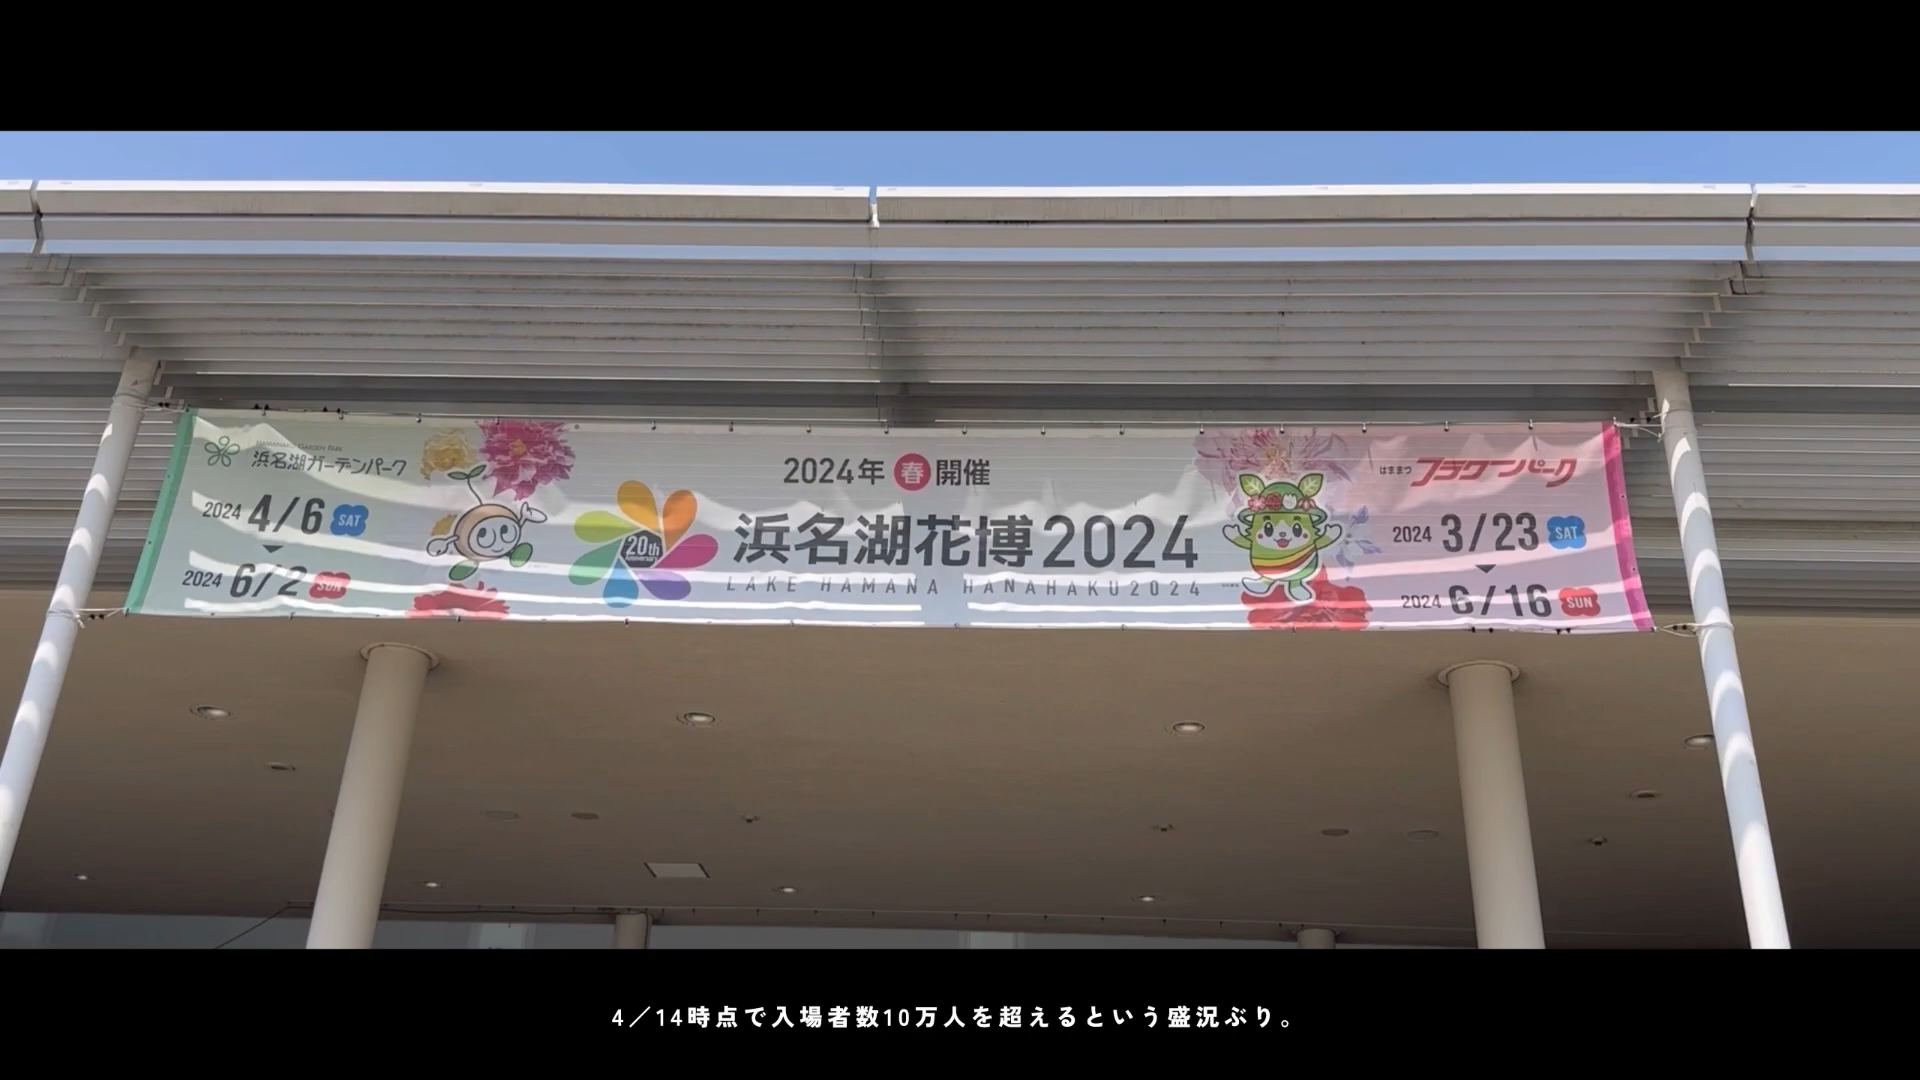 HAMANAKO GARDEN PARK
浜名湖ガーデンパーク
2024 4/6 SAT
2024 6/2 SUN
2024年 春 開催
20th
Anniversary
浜名湖花博2024
LAKE HAMANA HANAHAKU2024
はままつ フラワーパーク
2024 3/23 SAT
2024 6/16 SUN
4／14時点で入場者数10万人を超えるという盛況ぶり。